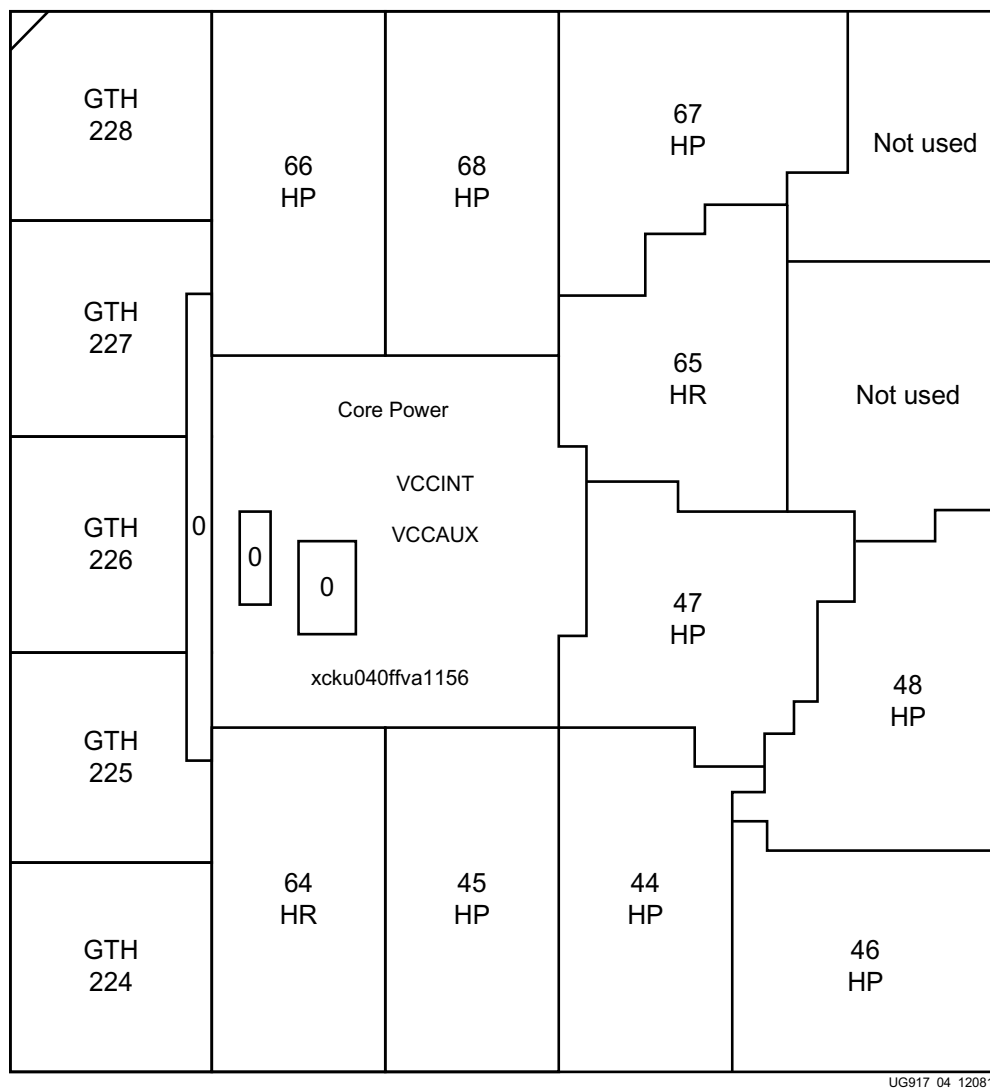 GTH
228
66
HP
68
HP
67
HP
Not used
GTH
227
65
HR
Not used
Core Power
VCCINT
VCCAUX
GTH
226
0
0
0
47
HP
xcku040ffva1156
48
HP
GTH
225
64
HR
45
HP
44
HP
GTH
224
46
HP
UG917_04_12081